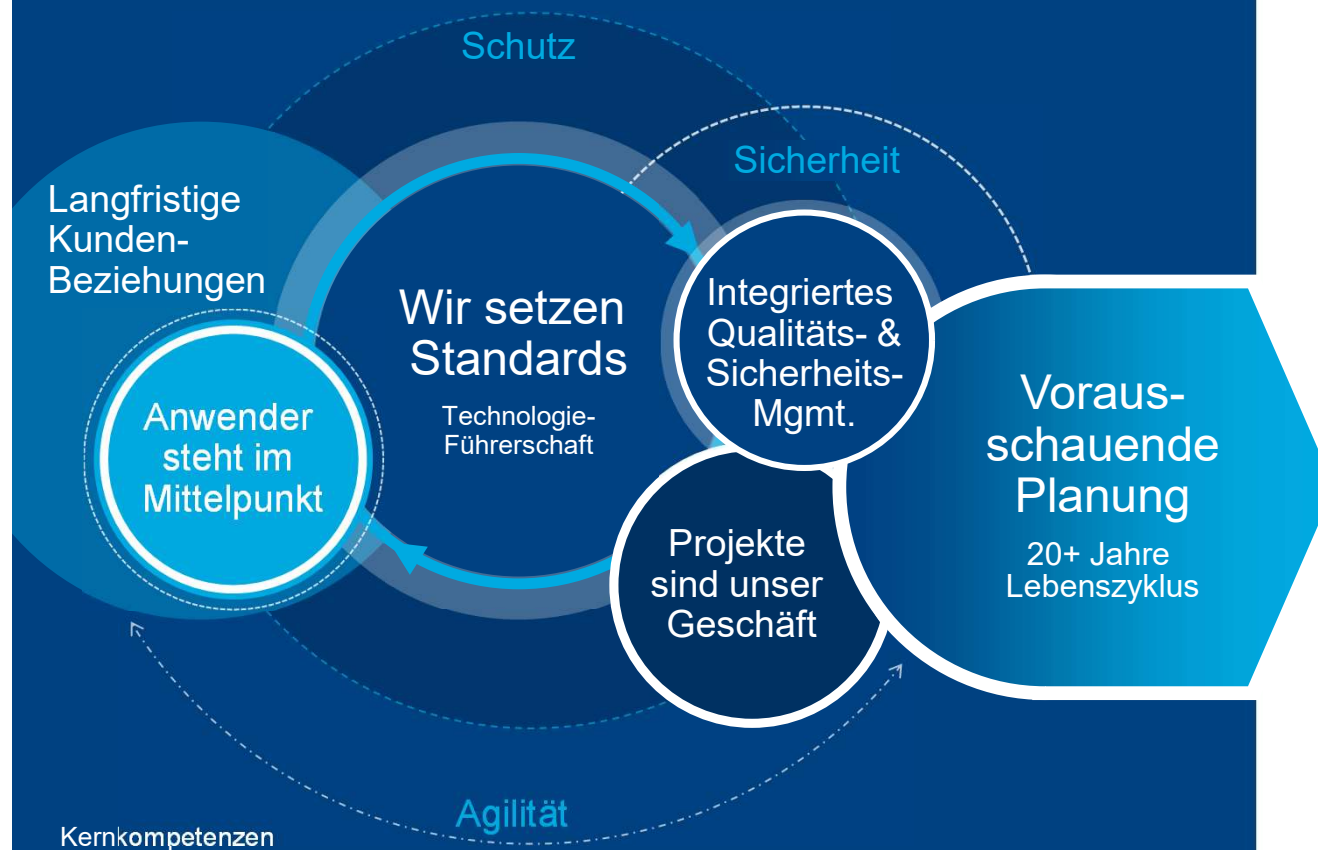 Schutz
Sicherheit
Langfristige
Kunden-
Beziehungen
Wir setzen
Standards
Technologie-
Führerschaft
Integriertes
Qualitäts- &
Sicherheits-
Mgmt.
Anwender
steht im
Mittelpunkt
Voraus-
schauende
Planung
20+ Jahre
Lebenszyklus
Projekte
sind unser
Geschäft
Agilität
Kernkompetenzen